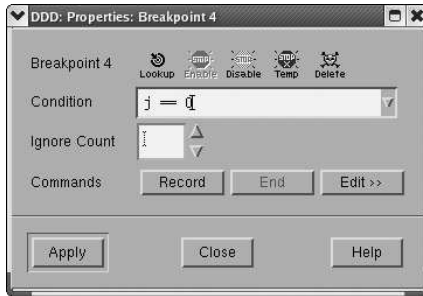 DDD: Properties: Breakpoint 4
Breakpoint 4
Lookup Enable Disable Temp Delete
Condition
j == 0
Ignore Count
Commands
Record End Edit >>
Apply Close Help